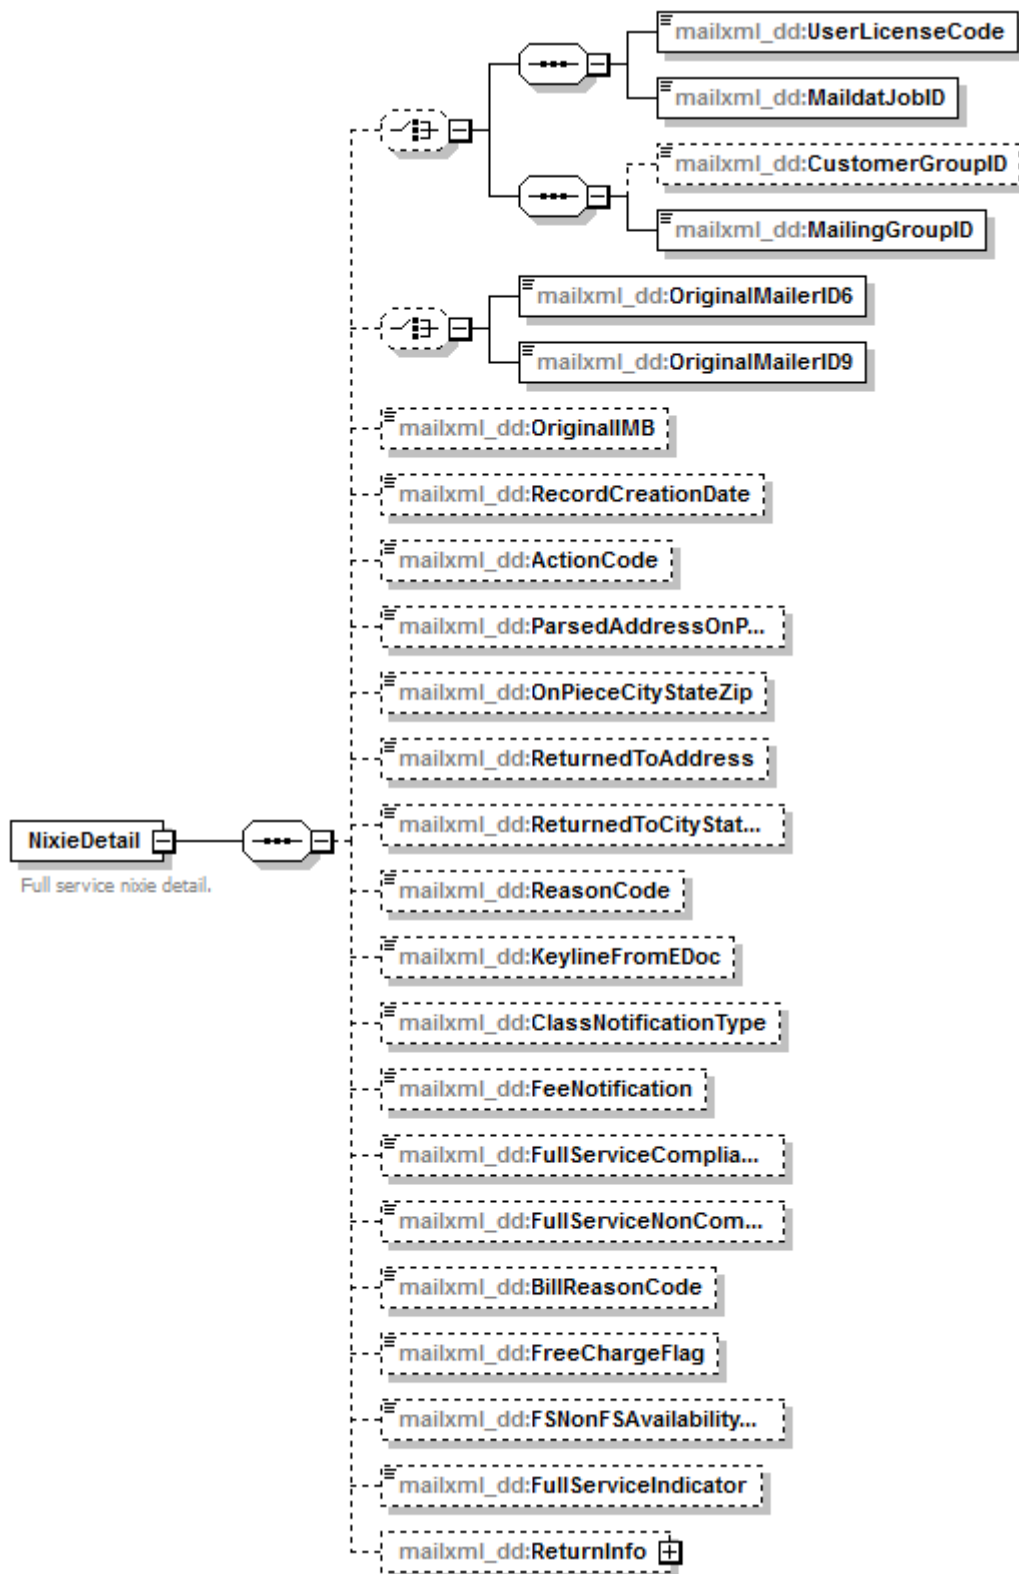 mailxml_dd:UserLicenseCode
mailxml_dd:MaildatJobID
mailxml_dd:CustomerGroupID
mailxml_dd:MailingGroupID
mailxml_dd:OriginalMailerID6
mailxml_dd:OriginalMailerID9
mailxml_dd:OriginalIMB
mailxml_dd:RecordCreationDate
mailxml_dd:ActionCode
mailxml_dd:ParsedAddressOnP...
mailxml_dd:OnPieceCityStateZip
mailxml_dd:ReturnedToAddress
mailxml_dd:ReturnedToCityStat...
NixieDetail
Full service nixie detail.
mailxml_dd:ReasonCode
mailxml_dd:KeylineFromEDoc
mailxml_dd:ClassNotificationType
mailxml_dd:FeeNotification
mailxml_dd:FullServiceComplia...
mailxml_dd:FullServiceNonCom...
mailxml_dd:BillReasonCode
mailxml_dd:FreeChargeFlag
mailxml_dd:FSNonFSAvailability...
mailxml_dd:FullServiceIndicator
mailxml_dd:ReturnInfo